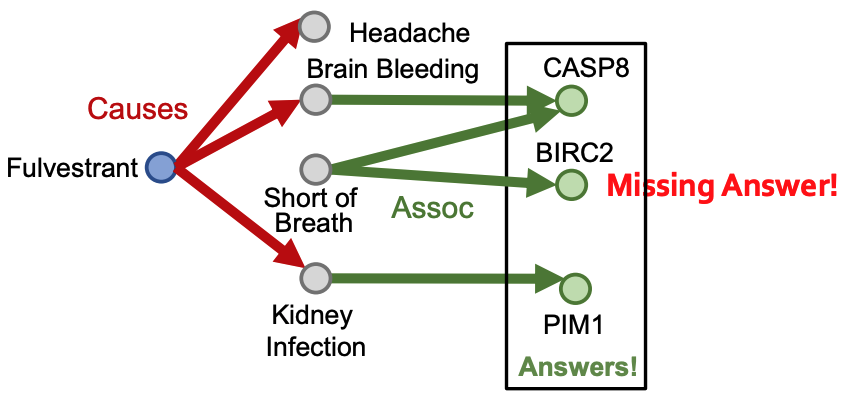 Headache
Brain Bleeding
CASP8
Causes
BIRC2
Fulvestrant
Missing Answer!
Short of
Breath
Assoc
Kidney
Infection
PIM1
Answers!